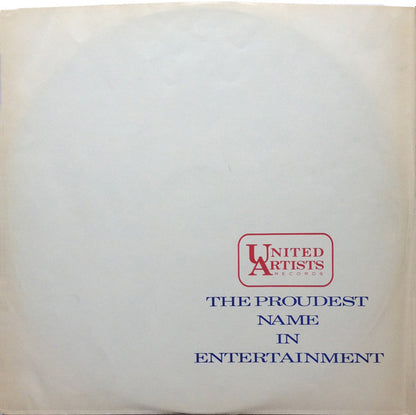 UNITED
ARTISTS
RECORDS
THE PROUDEST
NAME
IN
ENTERTAINMENT